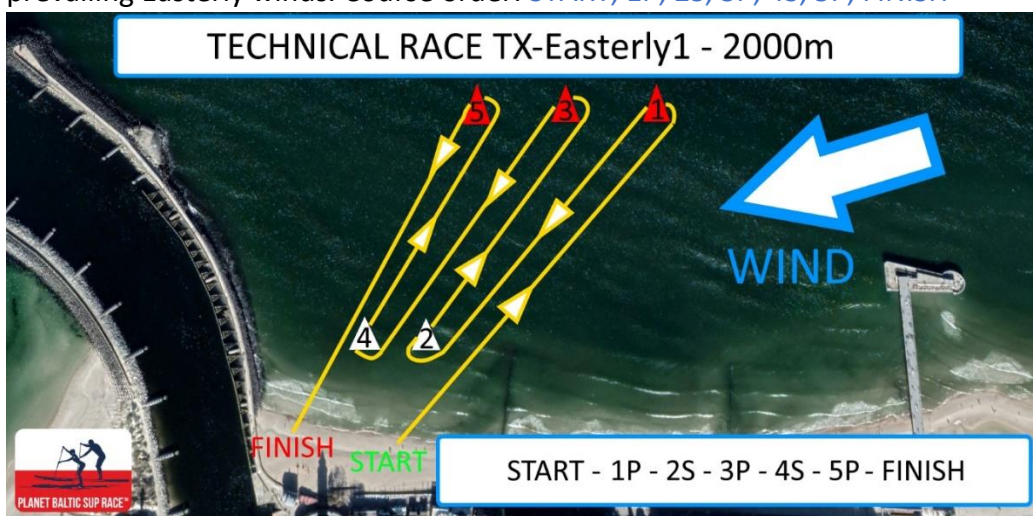 prevailing Easterly winds. Course order: START, 1P, 2S, 3P, 4S, 5P, FINISH
TECHNICAL RACE TX-Easterly1 - 2000m
5
3
1
WIND
4
2
FINISH
START
START - 1P - 2S - 3P - 4S - 5P - FINISH
PLANET BALTIC SUP RACE™